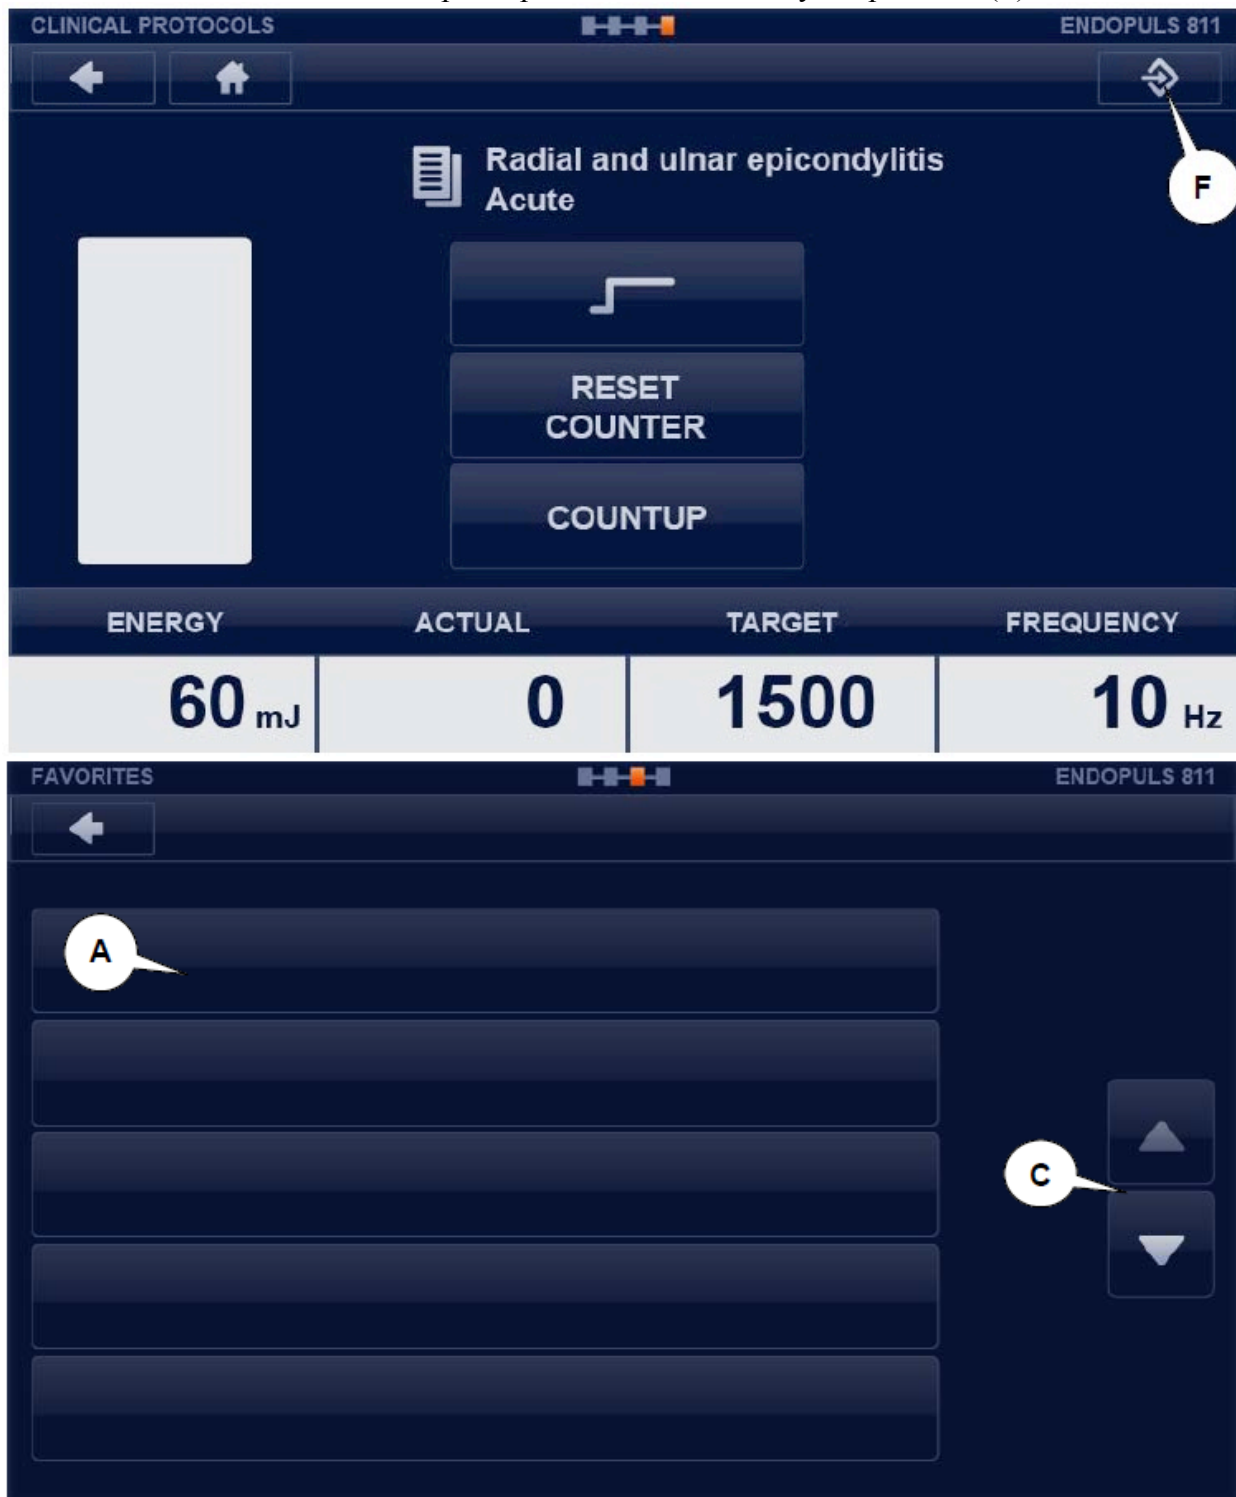 CLINICAL PROTOCOLS ENDOPULS 811
F
Radial and ulnar epicondylitis
Acute
RESET
COUNTER
COUNTUP
ENERGY ACTUAL TARGET FREQUENCY
60 mJ 0 1500 10 Hz
FAVORITES ENDOPULS 811
A
C